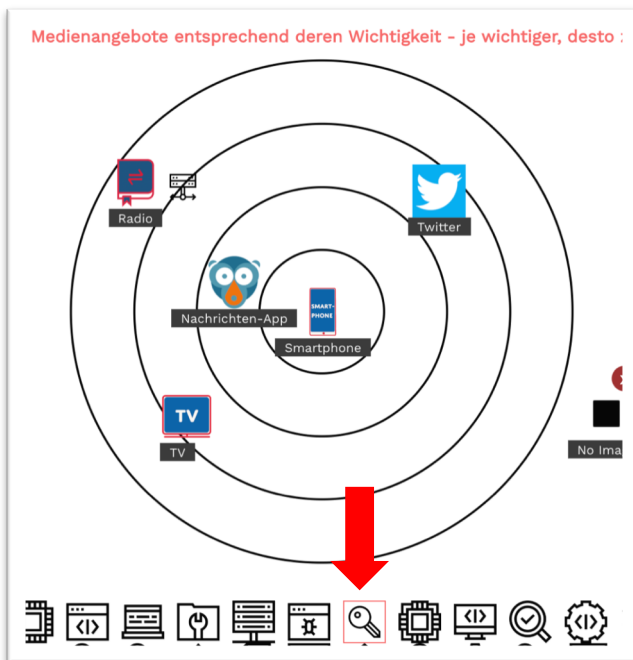 Medienangebote entsprechend deren Wichtigkeit - je wichtiger, desto
Radio
Twitter
Nachrichten-App
SMART-
PHONE
Smartphone
TV
TV
No Ima